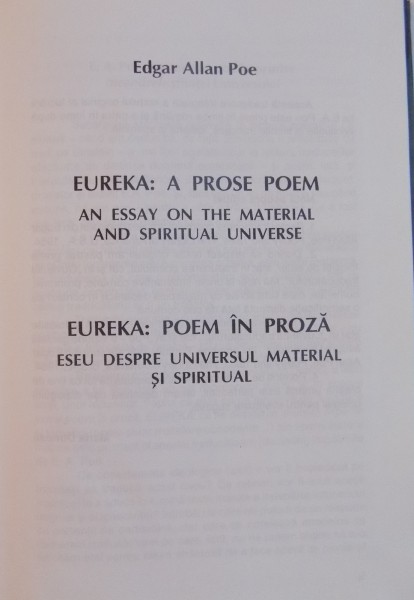 Edgar Allan Poe
EUREKA: A PROSE POEM
AN ESSAY ON THE MATERIAL
AND SPIRITUAL UNIVERSE
EUREKA: POEM ÎN PROZĂ
ESEU DESPRE UNIVERSUL MATERIAL
ȘI SPIRITUAL